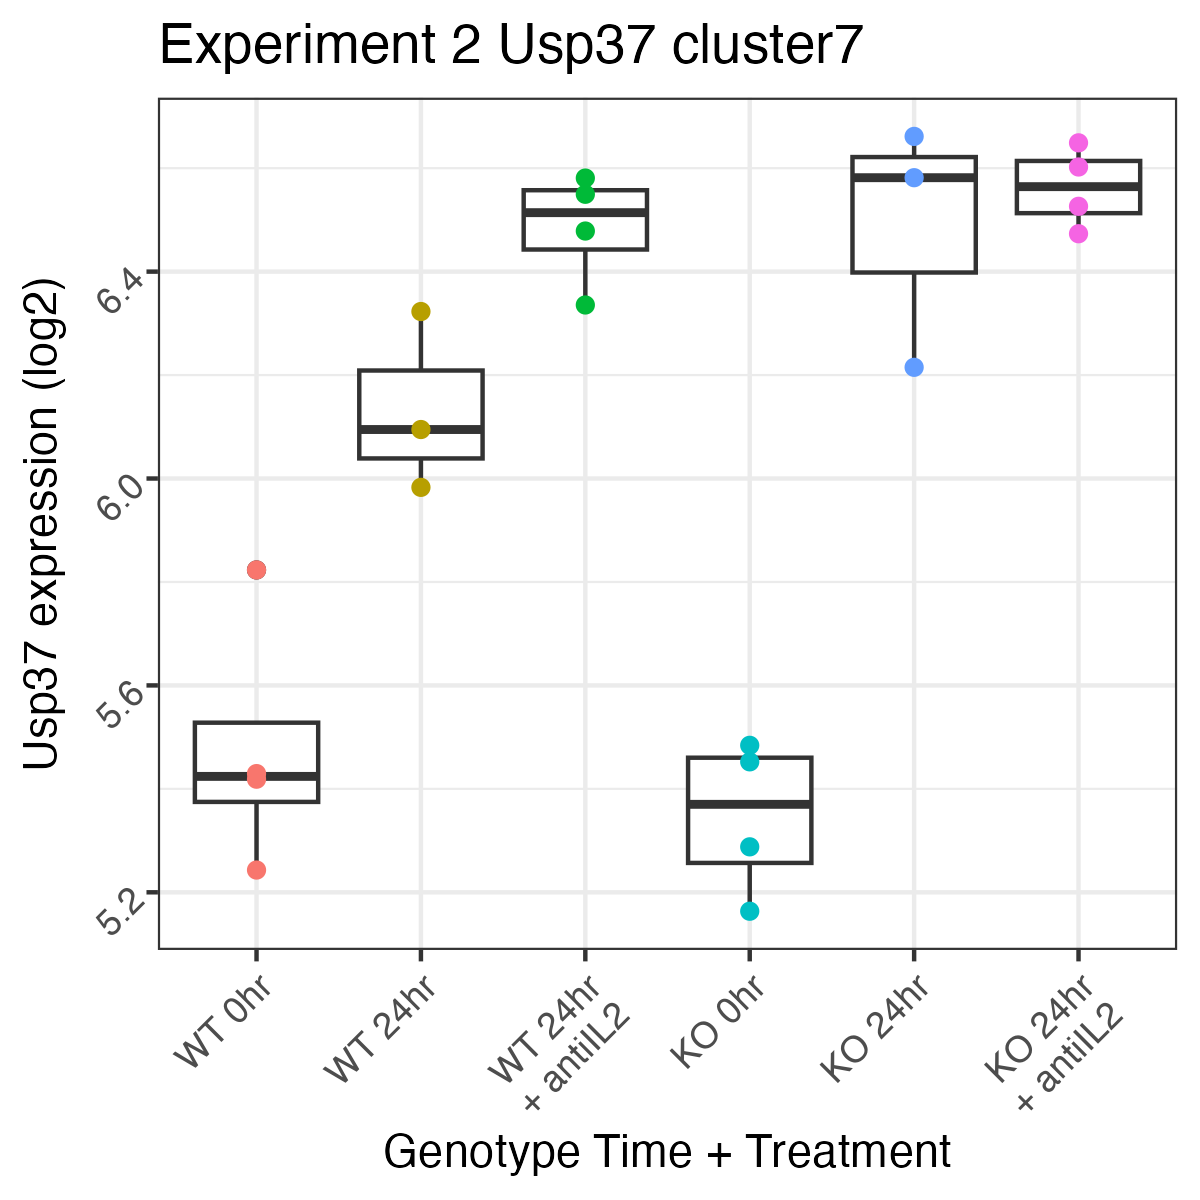 Experiment 2 Usp37 cluster7
Usp37 expression (log2)
6.4
6.0
5.6
5.2
WT 0hr
WT 24hr
WT 24hr
+ antiIL2
KO 0hr
KO 24hr
KO 24hr
+ antiIL2
Genotype Time + Treatment